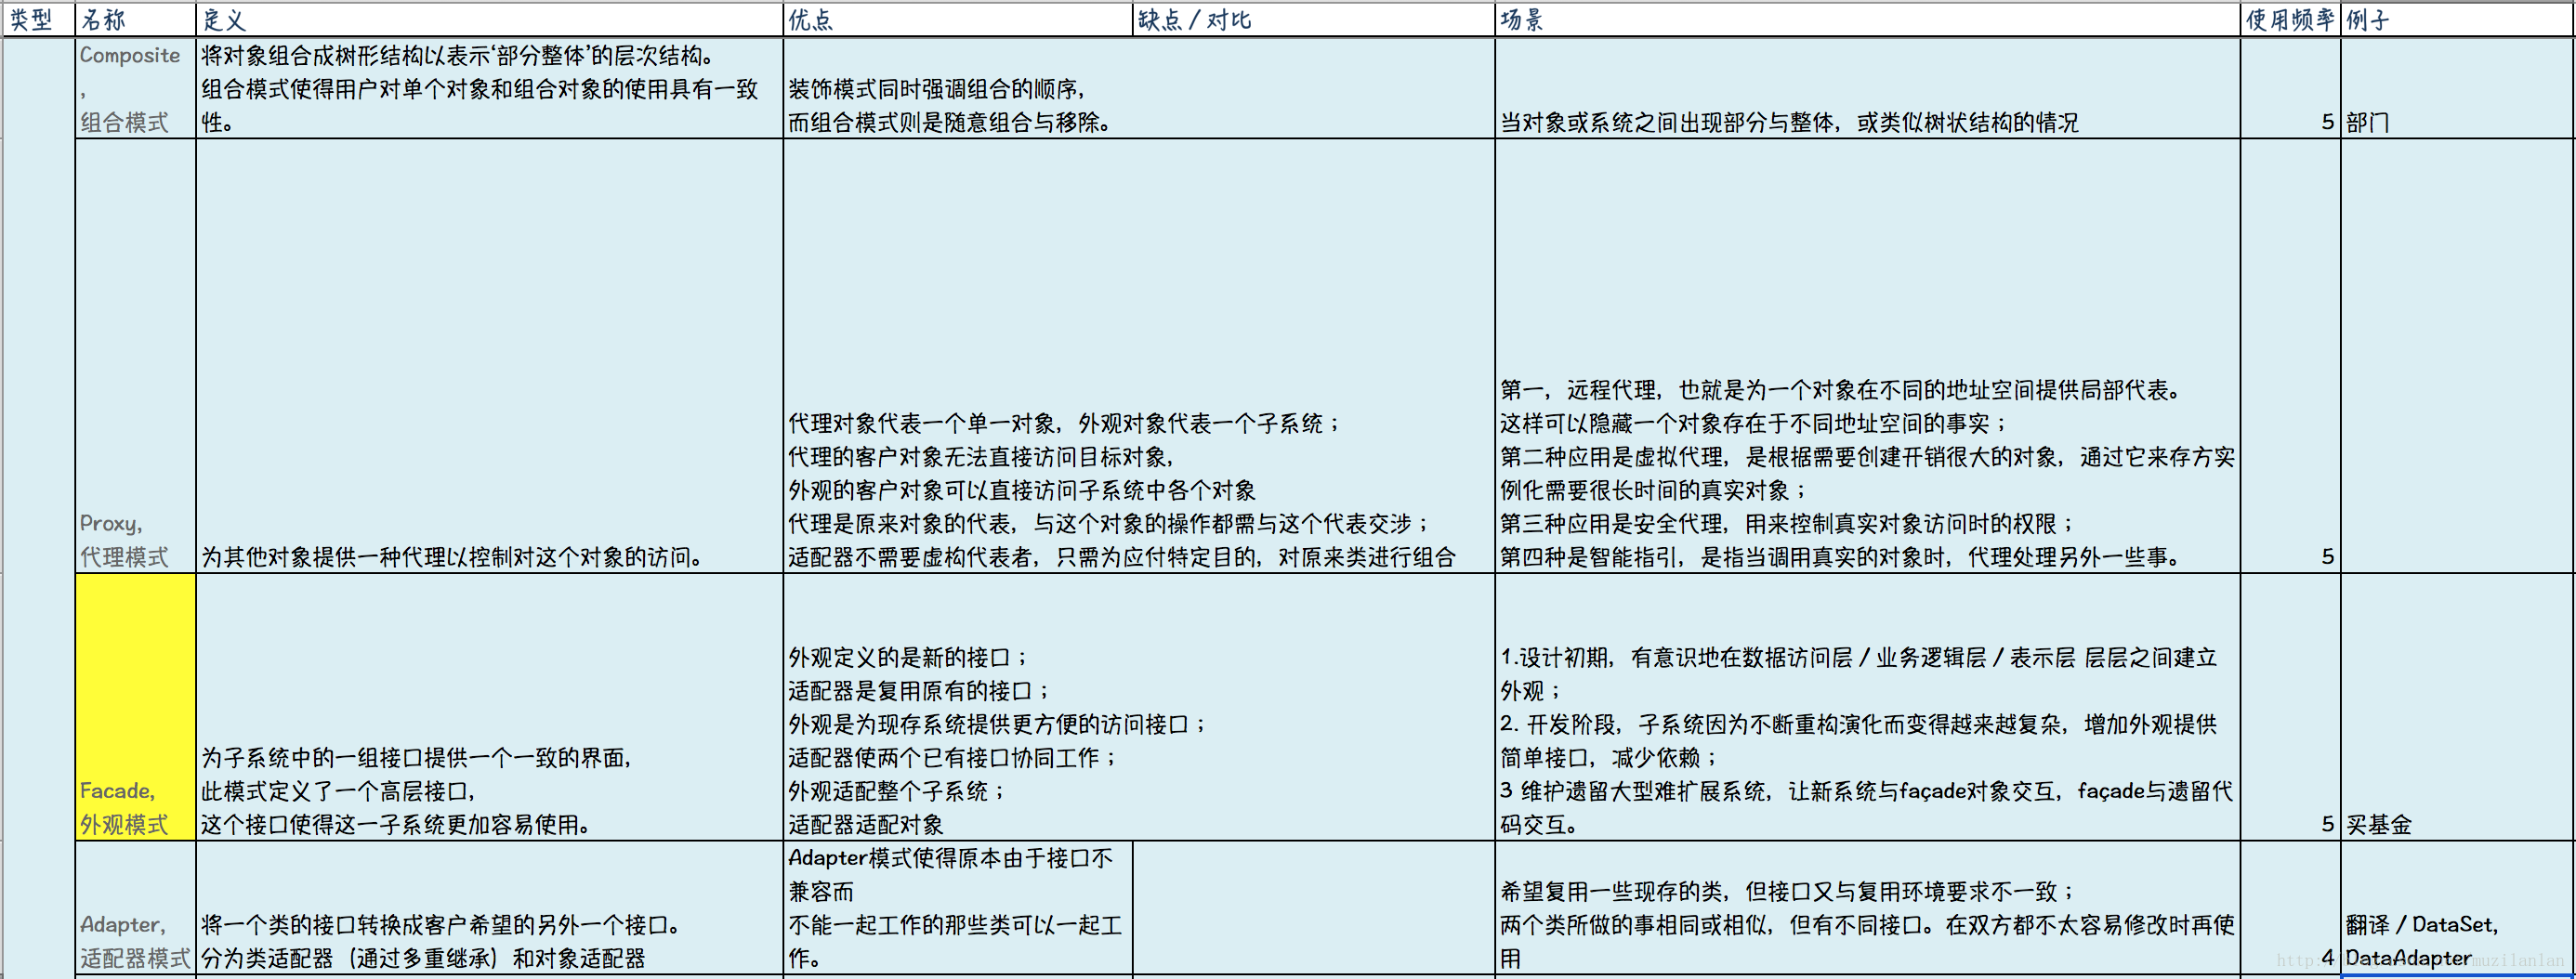 类型 名称 定义 优点 缺点／对比 场景 使用频率 例子
Composite
,
组合模式
将对象组合成树形结构以表示‘部分整体’的层次结构。
组合模式使得用户对单个对象和组合对象的使用具有一致
性。
装饰模式同时强调组合的顺序,
而组合模式则是随意组合与移除。
当对象或系统之间出现部分与整体，或类似树状结构的情况
5
部门
Proxy,
代理模式
为其他对象提供一种代理以控制对这个对象的访问。
代理对象代表一个单一对象，外观对象代表一个子系统；
代理的客户对象无法直接访问目标对象，
外观的客户对象可以直接访问子系统中各个对象
代理是原来对象的代表，与这个对象的操作都需与这个代表交涉；
适配器不需要虚构代表者，只需为应付特定目的，对原来类进行组合
第一，远程代理，也就是为一个对象在不同的地址空间提供局部代表。
这样可以隐藏一个对象存在于不同地址空间的事实；
第二种应用是虚拟代理，是根据需要创建开销很大的对象，通过它来存方实
例化需要很长时间的真实对象；
第三种应用是安全代理，用来控制真实对象访问时的权限；
第四种是智能指引，是指当调用真实的对象时，代理处理另外一些事。
5
Facade,
外观模式
为子系统中的一组接口提供一个一致的界面，
此模式定义了一个高层接口，
这个接口使得这一子系统更加容易使用。
外观定义的是新的接口；
适配器是复用原有的接口；
外观是为现存系统提供更方便的访问接口；
适配器使两个已有接口协同工作；
外观适配整个子系统；
适配器适配对象
1.设计初期，有意识地在数据访问层／业务逻辑层／表示层 层层之间建立
外观；
2. 开发阶段，子系统因为不断重构演化而变得越来越复杂，增加外观提供
简单接口，减少依赖；
3 维护遗留大型难扩展系统，让新系统与façade对象交互，façade与遗留代
码交互。
5
买基金
Adapter,
适配器模式
将一个类的接口转换成客户希望的另外一个接口。
分为类适配器（通过多重继承）和对象适配器
Adapter模式使得原本由于接口不
兼容而
不能一起工作的那些类可以一起工
作。
希望复用一些现存的类，但接口又与复用环境要求不一致；
两个类所做的事相同或相似，但有不同接口。在双方都不太容易修改时再使
用
4
翻译／DataSet,
DataAdapter